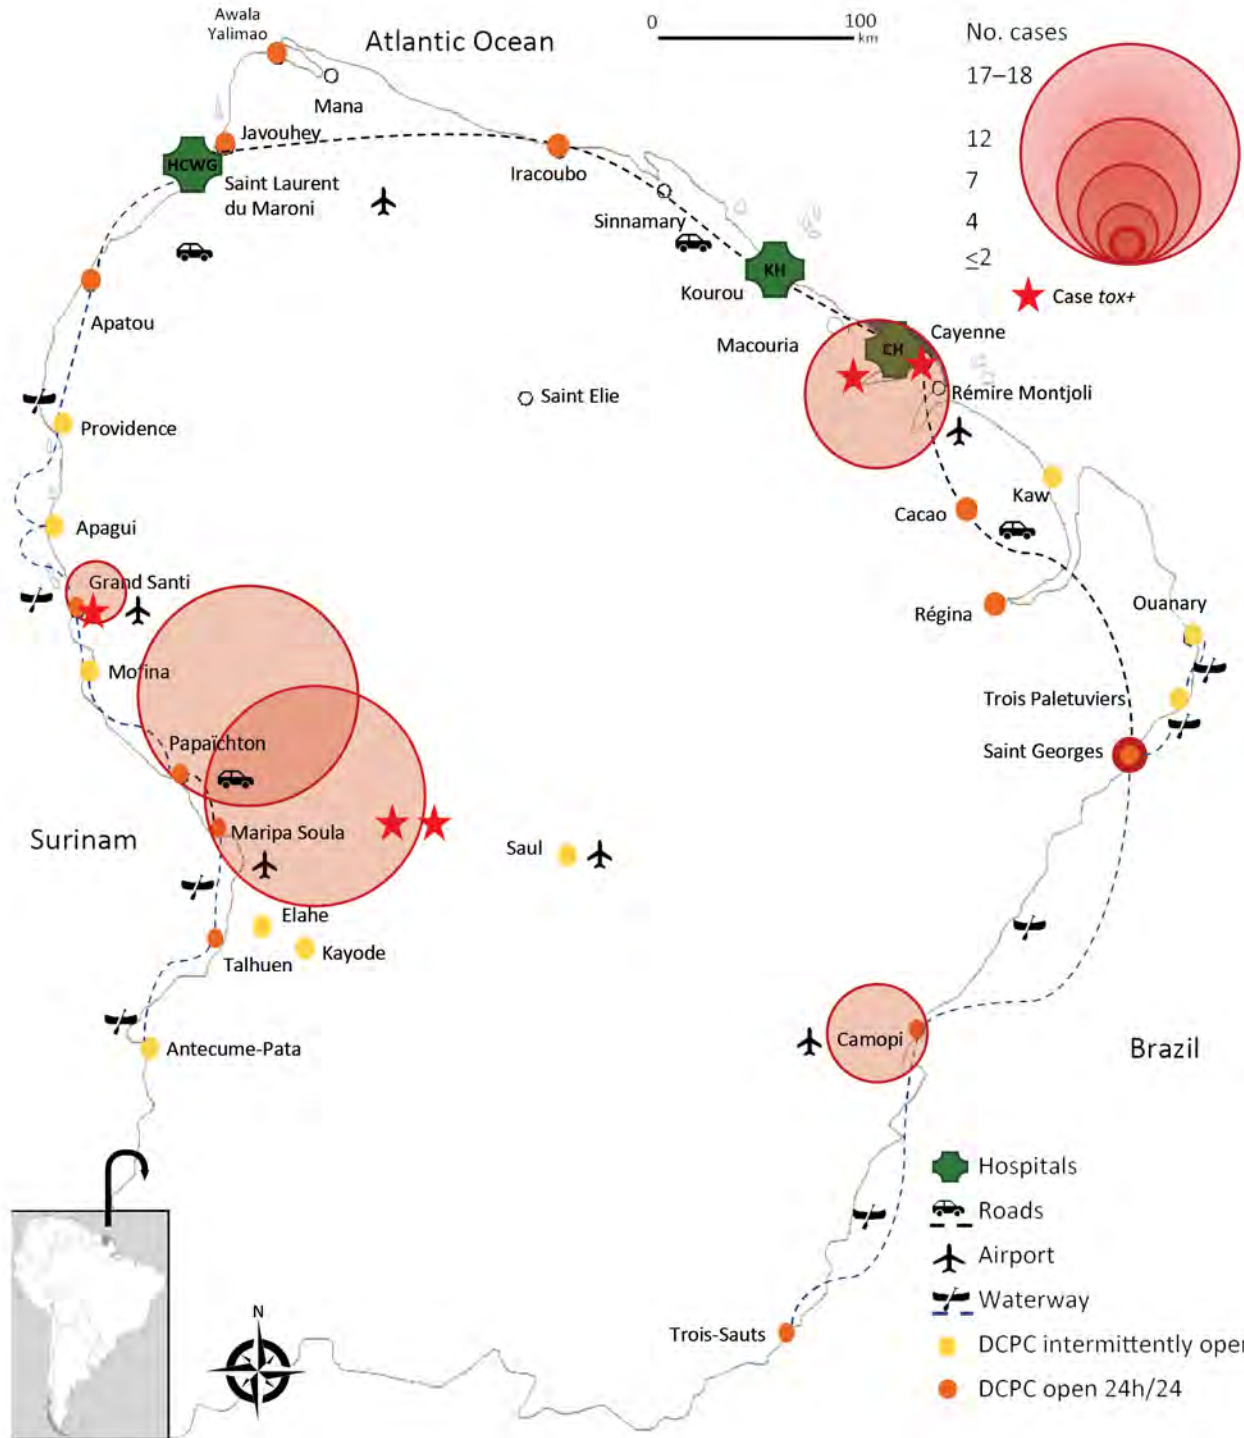 Awala
Yalimao
Atlantic Ocean
0
100
km
No. cases
17–18
12
7
4
≤2
Case tox+
Mana
Javouhey
HCWG
Saint Laurent
du Maroni
Iracoubo
Sinnamary
KH
Kourou
Macouria
CH
Cayenne
Rémire Montjoli
Apatou
Saint Elie
Providence
Kaw
Cacao
Apagui
Grand Santi
Régina
Ouanary
Mofina
Trois Paletuviers
Papaïchton
Saint Georges
Surinam
Maripa Soula
Saul
Elahe
Kayode
Talhuen
Antecume-Pata
Camopi
Brazil
Hospitals
Roads
Airport
Waterway
DCPC intermittently oper
DCPC open 24h/24
N
Trois-Sauts